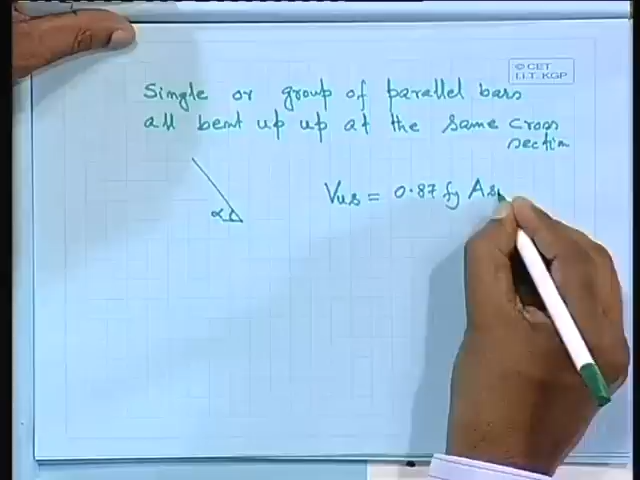 © CET
I.I.T. KGP
Single or group of parallel bars
all bent up up at the same cross
section
α
Vus = 0.87 fy As